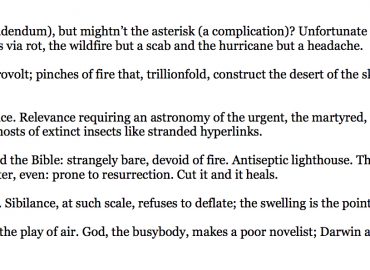 dendum), but mightn’t the asterisk (a complication)? Unfortunate
via rot, the wildfire but a scab and the hurricane but a headache.
rovolt; pinches of fire that, trillionfold, construct the desert of the s
ce. Relevance requiring an astronomy of the urgent, the martyred,
hosts of extinct insects like stranded hyperlinks.
d the Bible: strangely bare, devoid of fire. Antiseptic lighthouse. Th
ter, even: prone to resurrection. Cut it and it heals.
. Sibilance, at such scale, refuses to deflate; the swelling is the point
the play of air. God, the busybody, makes a poor novelist; Darwin a